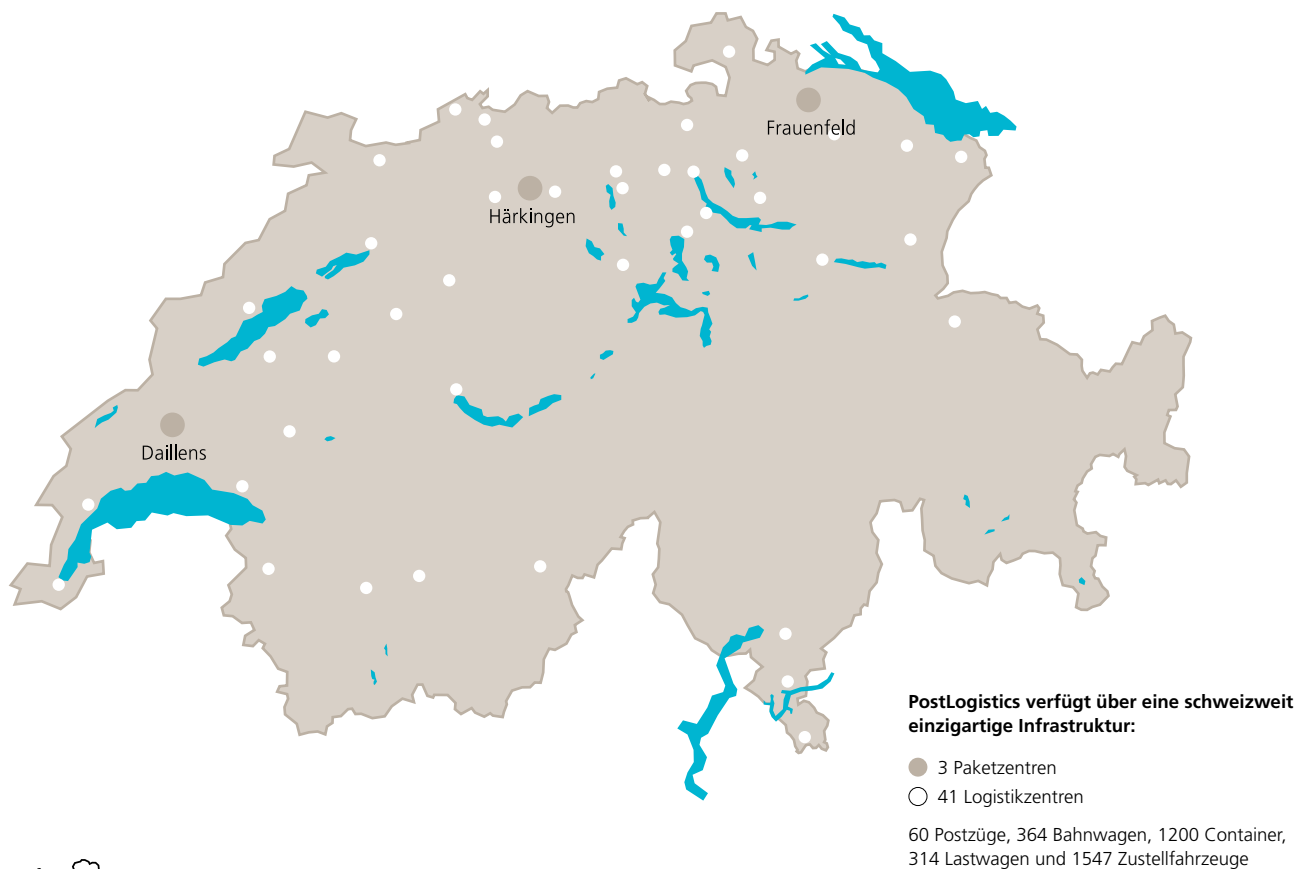 Frauenfeld
Härkingen
Daillens
PostLogistics verfügt über eine schweizweit
einzigartige Infrastruktur:
3 Paketzentren
41 Logistikzentren
60 Postzüge, 364 Bahnwagen, 1200 Container,
314 Lastwagen und 1547 Zustellfahrzeuge